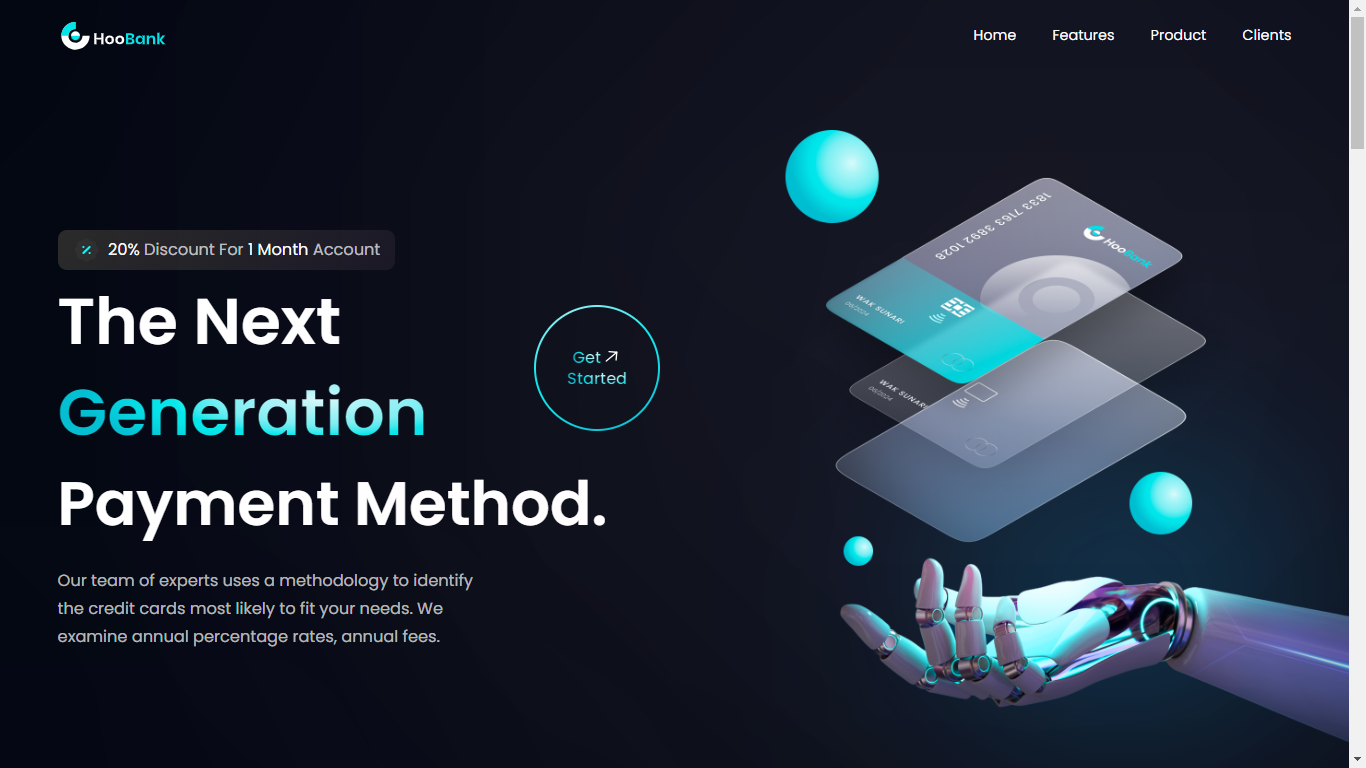 HooBank
Home
Features
Product
Clients
20% Discount For 1 Month Account
The Next
Generation
Payment Method.
Get
Started
Our team of experts uses a methodology to identify
the credit cards most likely to fit your needs. We
examine annual percentage rates, annual fees.
1833 7163 3892 1028
HooBank
WAK SUNARI
06/2024
WAK SUNARI
06/2024